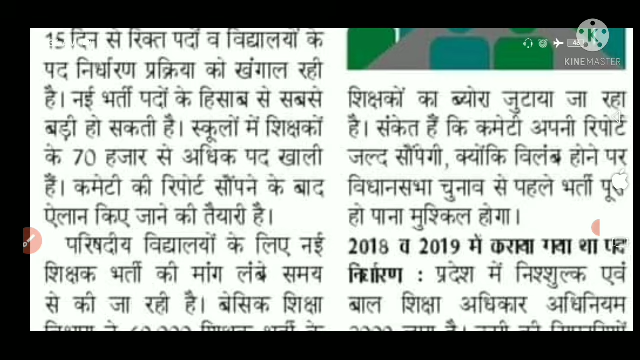 15 दिन से रिक्त पदों व विद्यालयों के
पद निर्धारण प्रक्रिया को खंगाल रही
है। नई भर्ती पदों के हिसाब से सबसे
बड़ी हो सकती है। स्कूलों में शिक्षकों
के 70 हजार से अधिक पद खाली
हैं। कमेटी की रिपोर्ट सौंपने के बाद
ऐलान किए जाने की तैयारी है।
परिषदीय विद्यालयों के लिए नई
शिक्षक भर्ती की मांग लंबे समय
से की जा रही है। बेसिक शिक्षा
शिक्षकों का ब्योरा जुटाया जा रहा
है। संकेत हैं कि कमेटी अपनी रिपोर्ट
जल्द सौंपेगी, क्योंकि विलंब होने पर
विधानसभा चुनाव से पहले भर्ती पूरी
हो पाना मुश्किल होगा।
2018 व 2019 में कराया गया था पद
निर्धारण : प्रदेश में निश्शुल्क एवं
बाल शिक्षा अधिकार अधिनियम
K
KINEMASTER